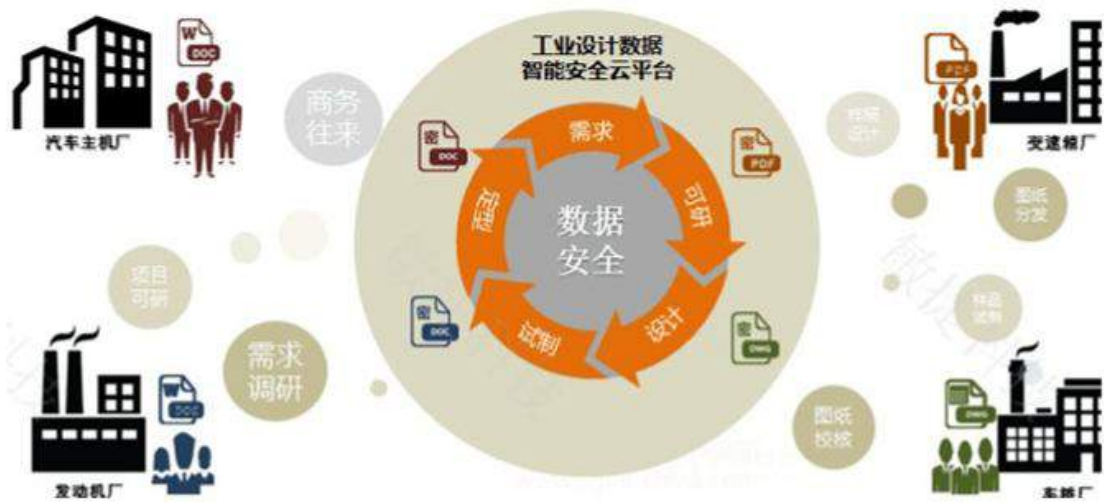 工业设计数据
智能安全云平台
W
DOC
汽车主机厂
商务
往来
密
DOC
需求
密
PDF
可研
设计
试制
定型
数据
安全
密
DOC
密
DWG
PDF
变速箱厂
图纸
分发
样品
试制
项目
可研
需求
调研
W
DOC
发动机厂
图纸
校核
DWG
车桥厂